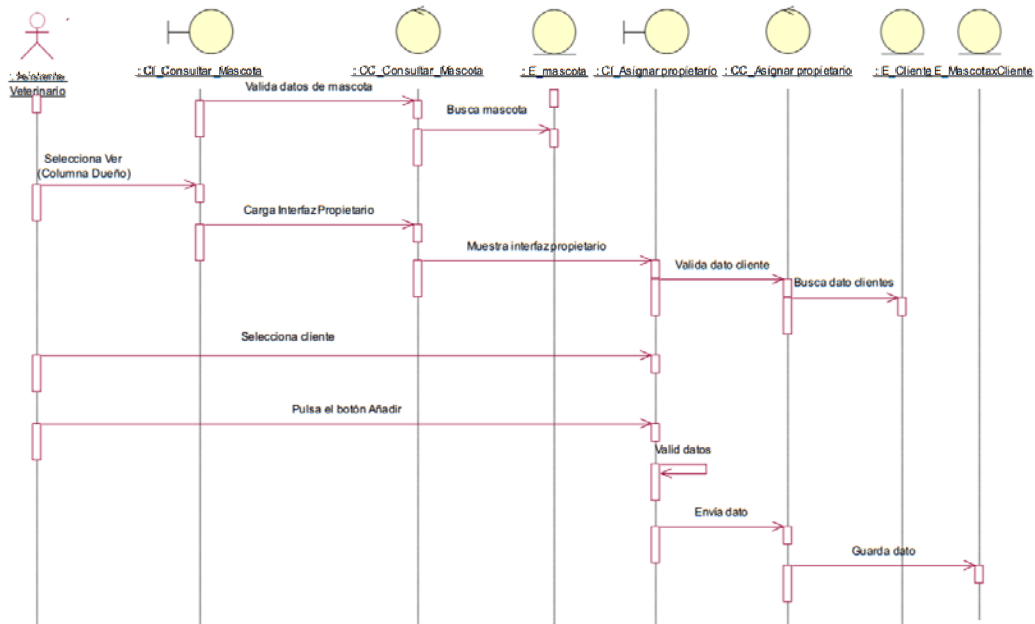 : Asistente
Veterinario
: CI_Consultar_Mascota
: CC_Consultar_Mascota
: E_mascota
: CI_Asignar propietario
: CC_Asignar propietario
: E_Cliente
E_MascotaxCliente
Valida datos de mascota
Busca mascota
Selecciona Ver
(Columna Dueño)
Carga Interfaz Propietario
Muestra interfaz propietario
Valida dato cliente
Busca dato clientes
Selecciona cliente
Pulsa el botón Añadir
Valid datos
Envía dato
Guarda dato